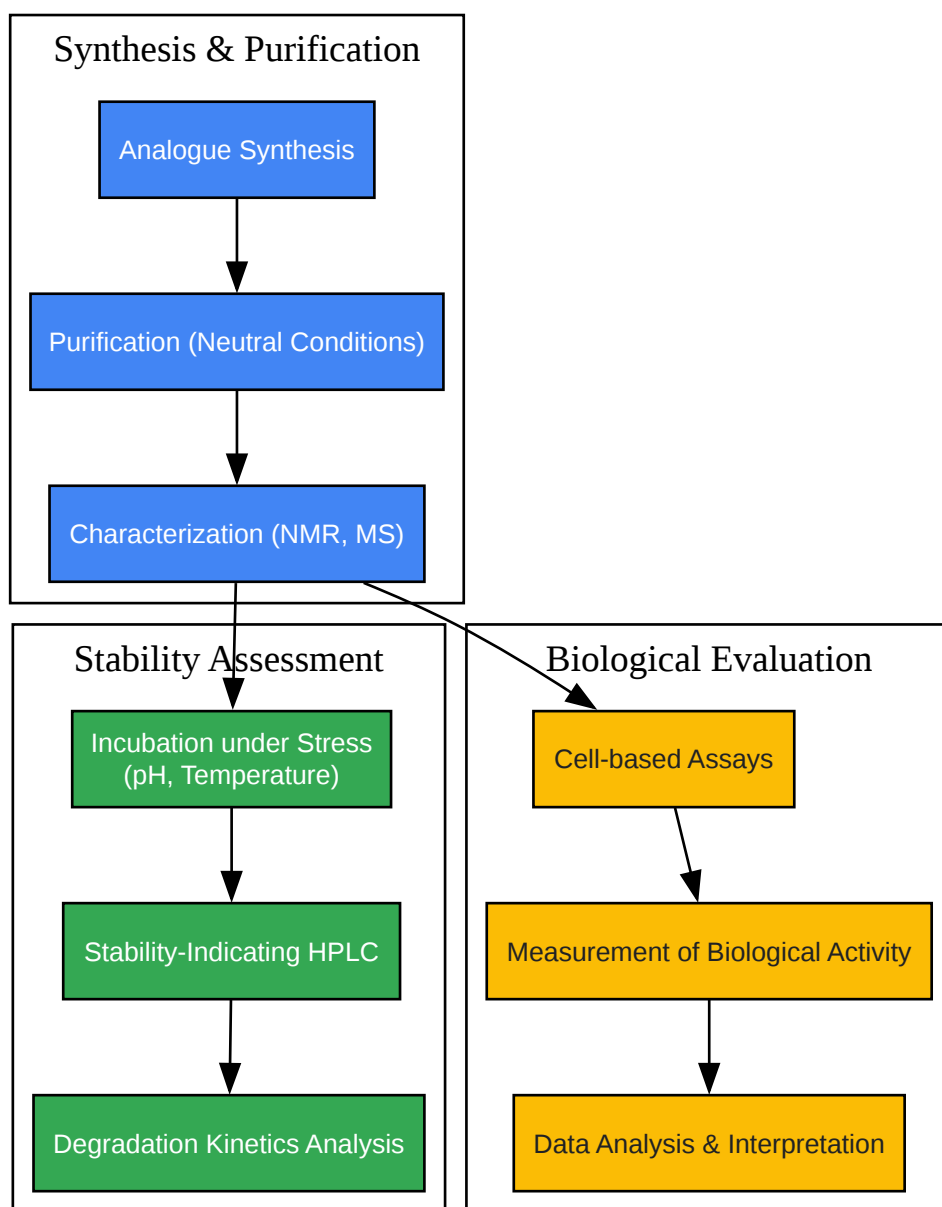 Synthesis & Purification
Analogue Synthesis
Purification (Neutral Conditions)
Characterization (NMR, MS)
Stability Assessment
Incubation under Stress
(pH, Temperature)
Stability-Indicating HPLC
Degradation Kinetics Analysis
Biological Evaluation
Cell-based Assays
Measurement of Biological Activity
Data Analysis & Interpretation